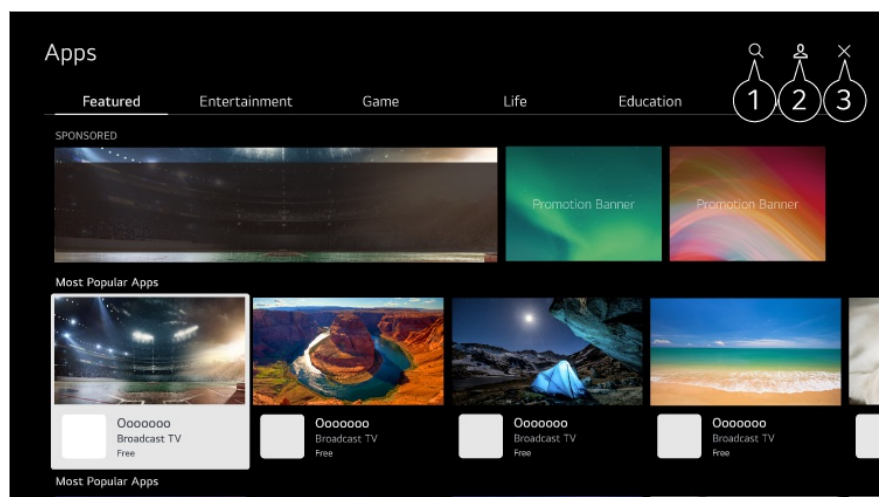 Apps
1 2 3
Featured Entertainment Game Life Education
SPONSORED
Promotion Banner Promotion Banner
Most Popular Apps
Ooooooo Ooooooo Ooooooo Ooooooo
Broadcast TV Broadcast TV Broadcast TV Broadcast TV
Free Free Free Free
Most Popular Apps